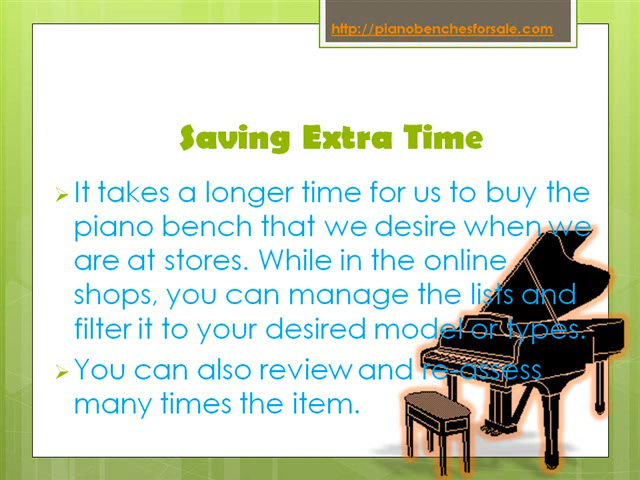 http://pianobenchesforsale.com
Saving Extra Time
It takes a longer time for us to buy the
piano bench that we desire when we
are at stores. While in the online
shops, you can manage the lists and
filter it to your desired model or types.
You can also review and re-assess
many times the item.